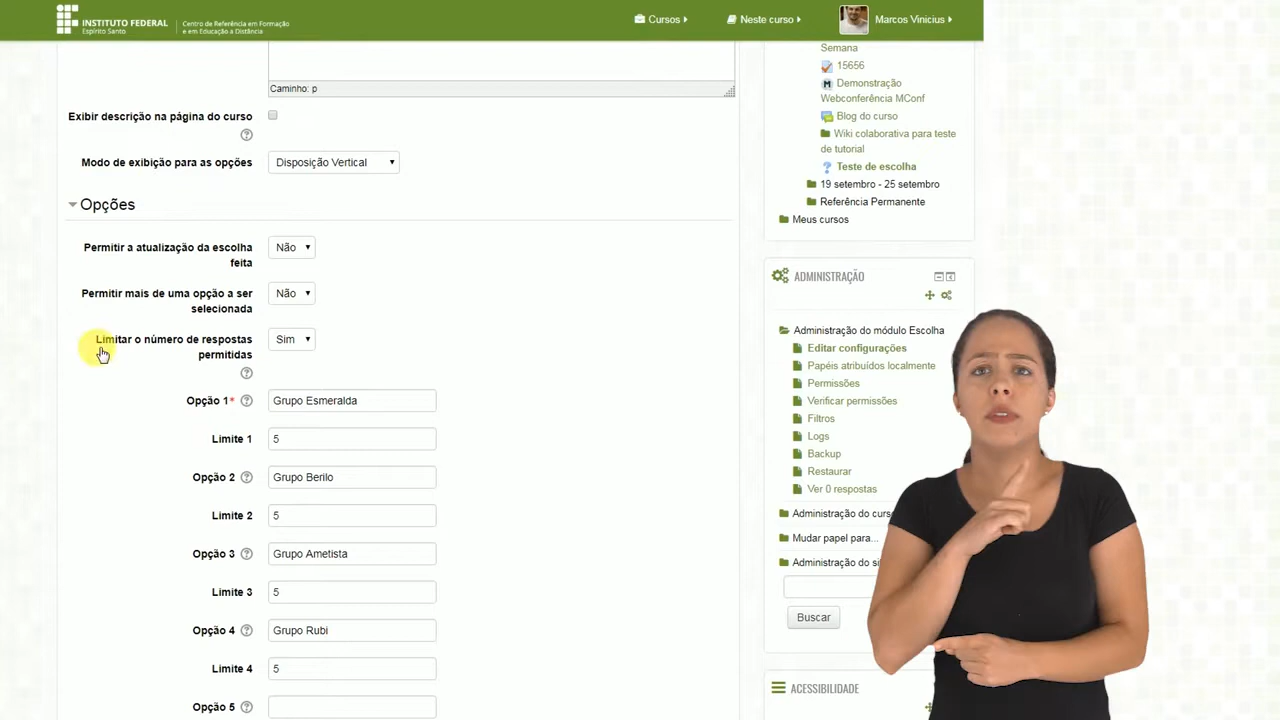 INSTITUTO FEDERAL
Espírito Santo
Centro de Referência em Formação
e em Educação a Distância
Cursos
Neste curso
Marcos Vinicius
Caminho: p
Exibir descrição na página do curso
Modo de exibição para as opções
Disposição Vertical
Opções
Permitir a atualização da escolha
feita
Não
Permitir mais de uma opção a ser
selecionada
Não
Limitar o número de respostas
permitidas
Sim
Opção 1*
Grupo Esmeralda
Limite 1
5
Opção 2
Grupo Berilo
Limite 2
5
Opção 3
Grupo Ametista
Limite 3
5
Opção 4
Grupo Rubi
Limite 4
5
Opção 5
Semana
15656
Demonstração
Webconferência MConf
Blog do curso
Wiki colaborativa para teste
de tutorial
Teste de escolha
19 setembro - 25 setembro
Referência Permanente
Meus cursos
ADMINISTRAÇÃO
Administração do módulo Escolha
Editar configurações
Papéis atribuídos localmente
Permissões
Verificar permissões
Filtros
Logs
Backup
Restaurar
Ver 0 respostas
Administração do curs
Mudar papel para...
Administração do si
Buscar
ACESSIBILIDADE